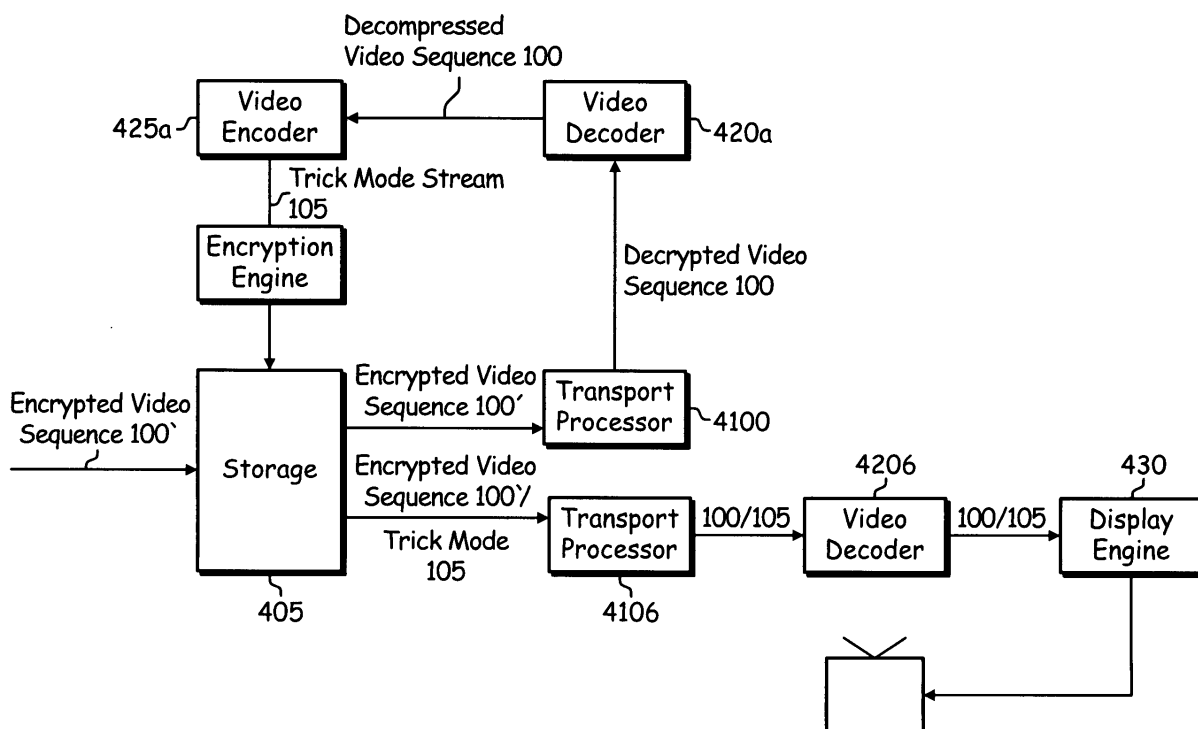 Decompressed
Video Sequence 100
Video
Encoder
425a
Video
Decoder
420a
Trick Mode Stream
105
Encryption
Engine
Decrypted Video
Sequence 100
Encrypted Video
Sequence 100`
Storage
405
Encrypted Video
Sequence 100′
Transport
Processor
4100
Encrypted Video
Sequence 100`/
Trick Mode
105
Transport
Processor
4106
100/105
4206
Video
Decoder
100/105
430
Display
Engine